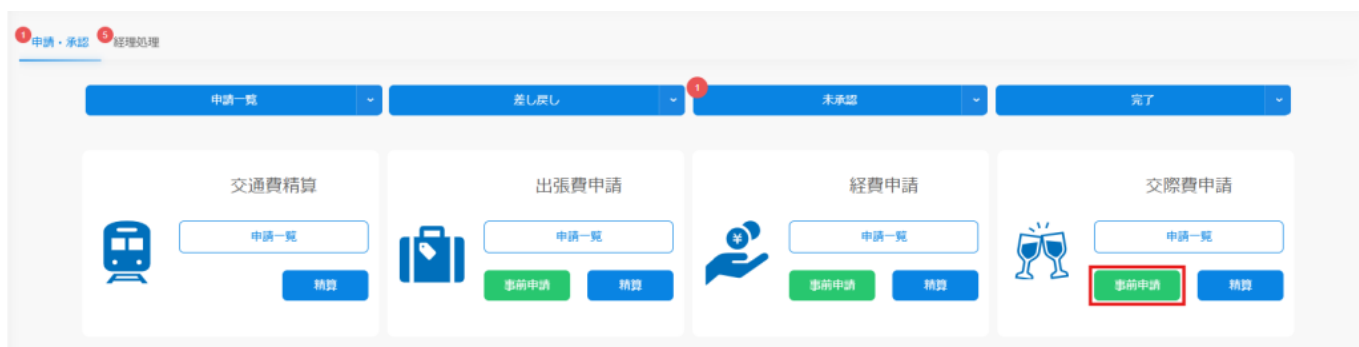 1 申請・承認 5 経理処理
申請一覧 差し戻し 1 未承認 完了
交通費精算 出張費申請 経費申請 交際費申請
申請一覧 申請一覧 ¥ 申請一覧 申請一覧
精算 事前申請 精算 事前申請 精算 事前申請 精算